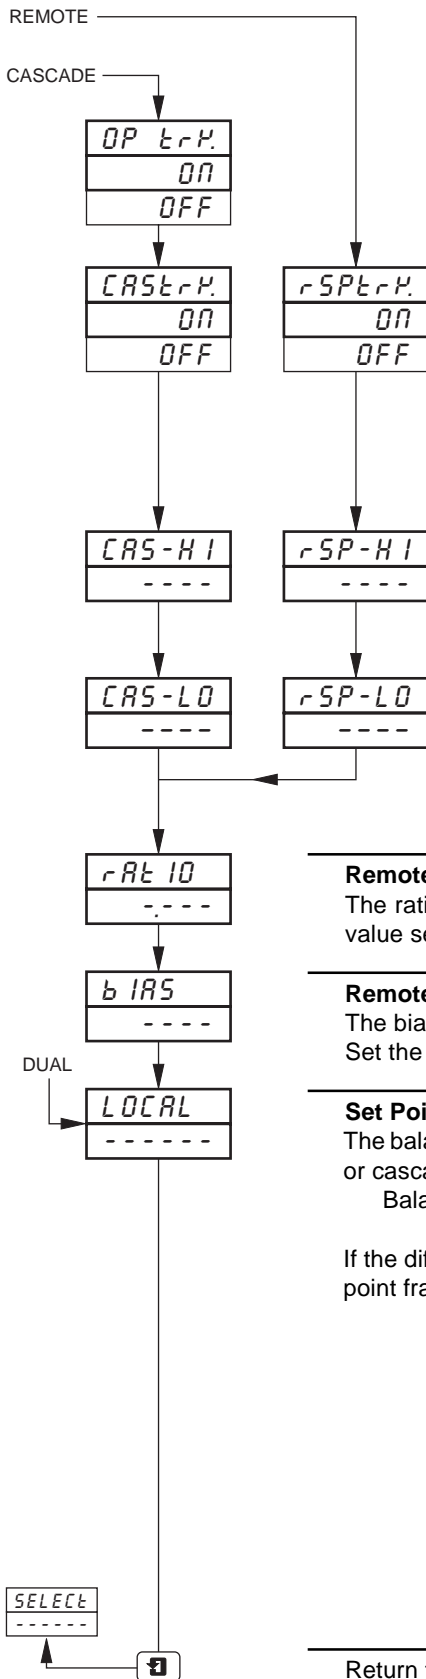 REMOTE
CASCADE
OP trK.
ON
OFF
CAStrK.
ON
OFF
rSPtrK.
ON
OFF
CAS-HI
----
rSP-HI
----
CAS-LO
----
rSP-LO
----
rAtIO
-.---
Remote
The rati
value se
bIAS
----
Remote
The bia
Set the
DUAL
LOCAL
------
Set Poi
The bala
or casca
Bala
If the dif
point fra
SELECt
------
Return